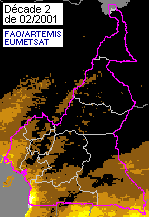 Décade 2
de 02/2001
FAO/ARTEMIS
EUMETSAT